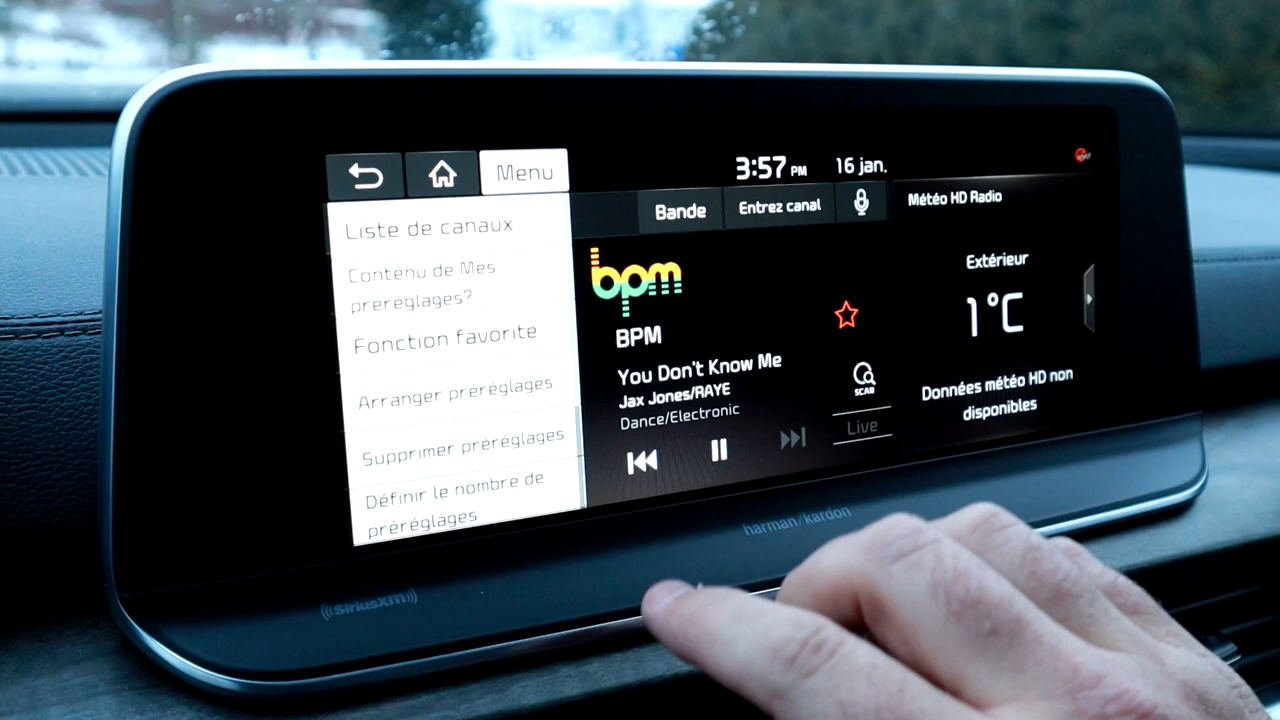 Menu
3:57 PM
16 jan.
Liste de canaux
Contenu de Mes
préréglages?
Fonction favorite
Arranger préréglages
Supprimer préréglages
Définir le nombre de
préréglages
Bande
Entrez canal
bpm
BPM
You Don't Know Me
Jax Jones/RAYE
Dance/Electronic
SCAN
Live
Météo HD Radio
Extérieur
1°C
Données météo HD non
disponibles
harman/kardon
SiriusXM